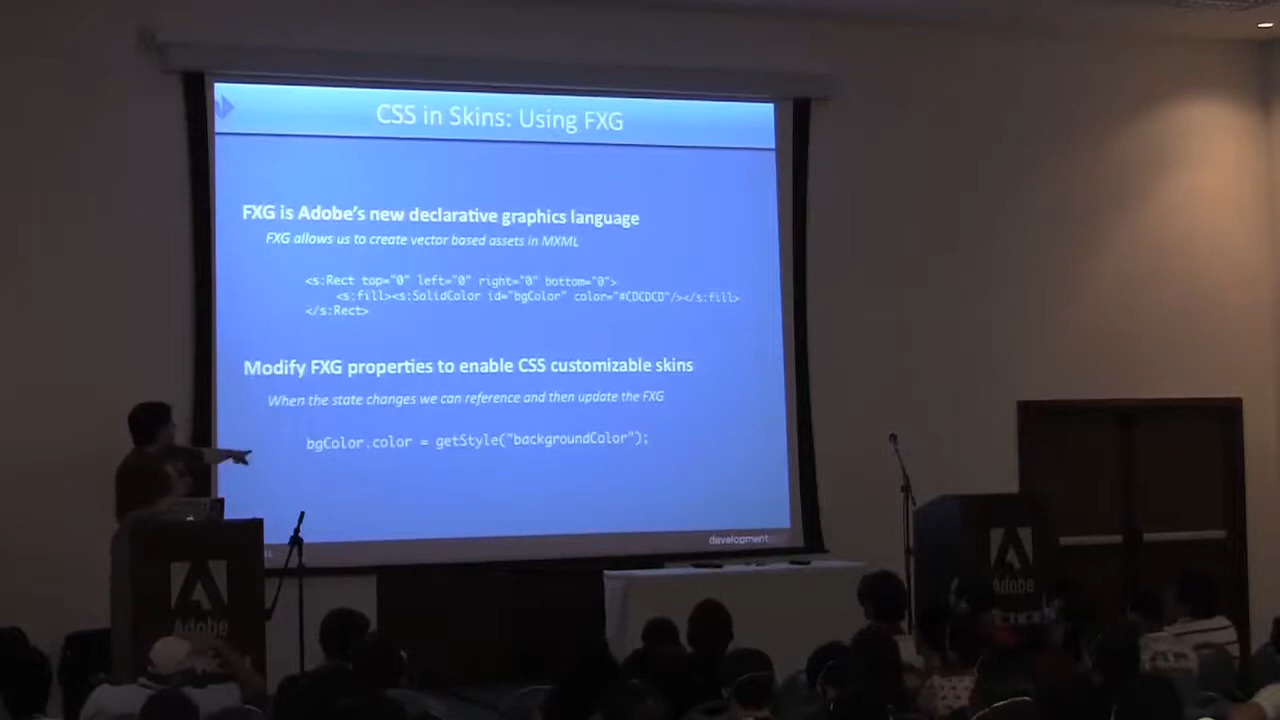 CSS in Skins: Using FXG
FXG is Adobe's new declarative graphics language
FXG allows us to create vector based assets in MXML
<s:Rect top="0" left="0" right="0" bottom="0">
<s:fill><s:SolidColor id="bgColor" color="#CDCDCD"/></s:fill>
</s:Rect>
Modify FXG properties to enable CSS customizable skins
When the state changes we can reference and then update the FXG
bgColor.color = getStyle("backgroundColor");
development
Adobe
Adobe